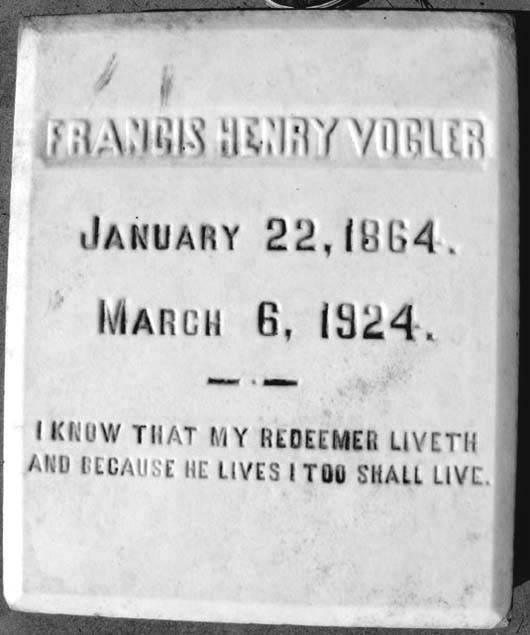 FRANCIS HENRY VOGLER
JANUARY 22, 1864.
MARCH 6, 1924.
I KNOW THAT MY REDEEMER LIVETH
AND BECAUSE HE LIVES I TOO SHALL LIVE.